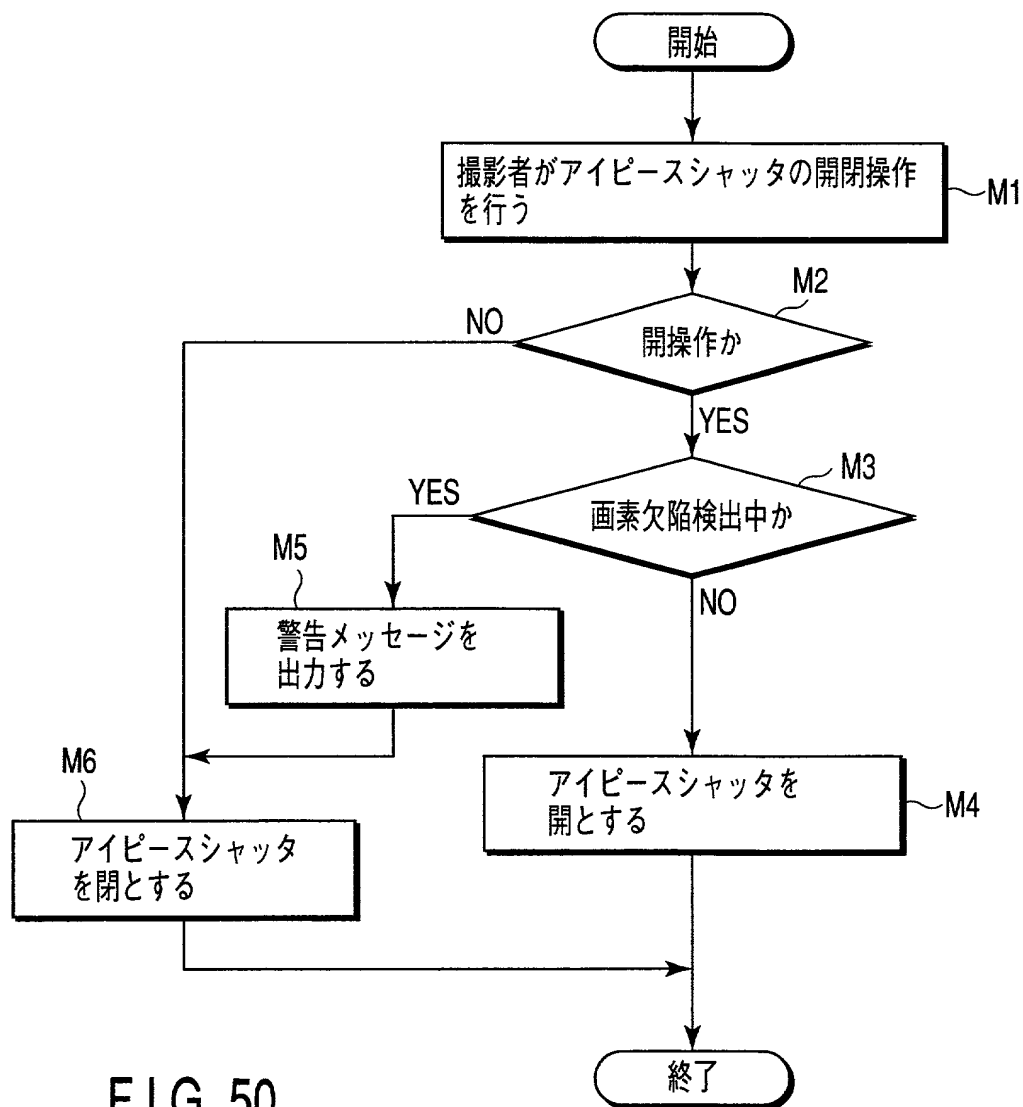 開始
撮影者がアイピースシャッタの開閉操作
を行う
M1
M2
開操作か
NO
YES
M3
画素欠陥検出中か
YES
NO
M5
警告メッセージを
出力する
M4
アイピースシャッタを
開とする
M6
アイピースシャッタ
を閉とする
終了
FIG. 50